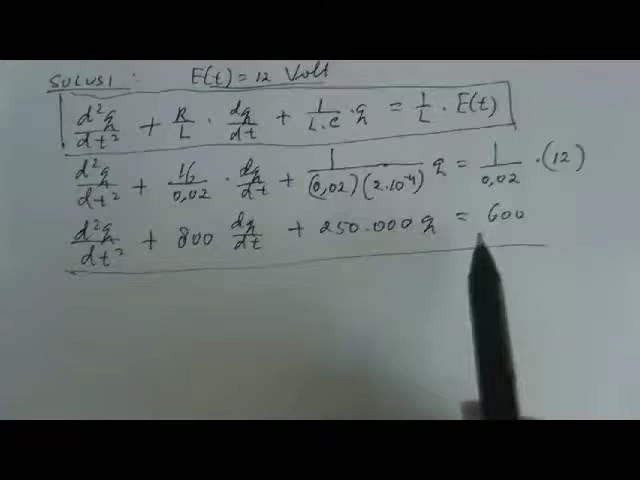 SOLUSI : E(t) = 12 Volt
d²q/dt² + R/L · dq/dt + 1/L.C · q = 1/L · E(t)
d²q/dt² + 16/0,02 · dq/dt + 1/(0,02)(2.10⁻⁴) q = 1/0,02 · (12)
d²q/dt² + 800 dq/dt + 250.000 q = 600